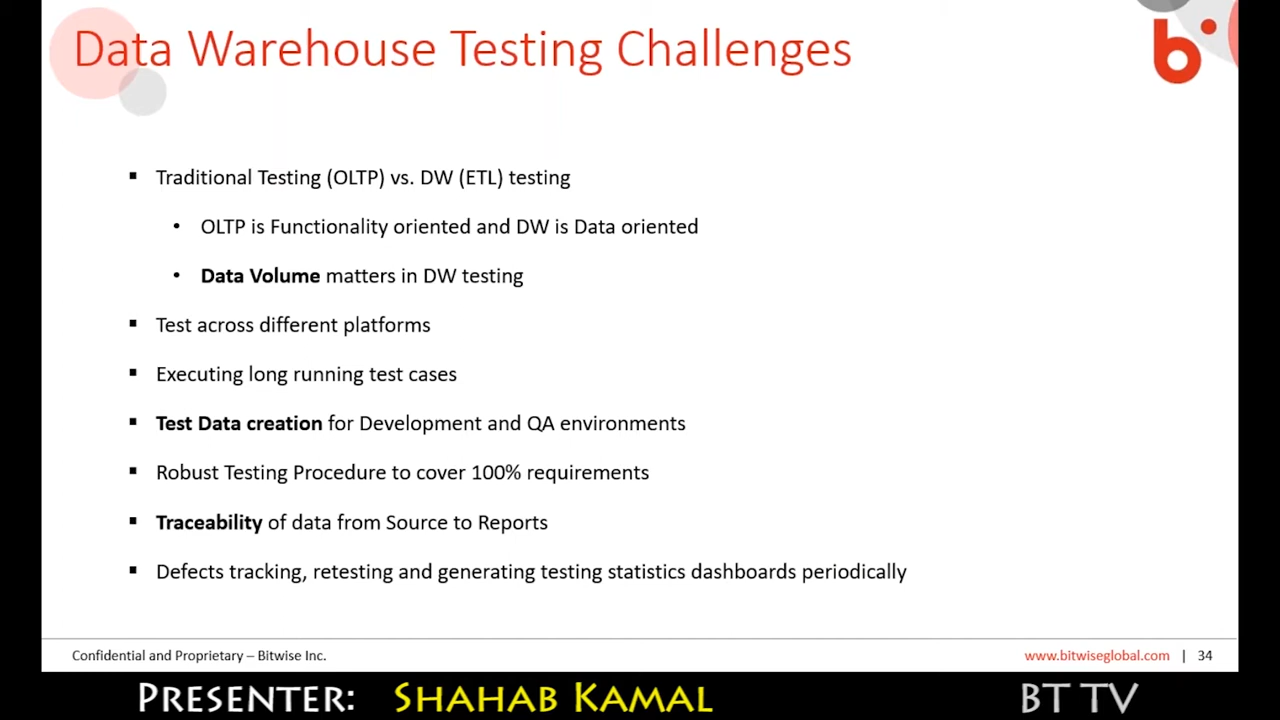 Data Warehouse Testing Challenges
b
▪ Traditional Testing (OLTP) vs. DW (ETL) testing
• OLTP is Functionality oriented and DW is Data oriented
• Data Volume matters in DW testing
▪ Test across different platforms
▪ Executing long running test cases
▪ Test Data creation for Development and QA environments
▪ Robust Testing Procedure to cover 100% requirements
▪ Traceability of data from Source to Reports
▪ Defects tracking, retesting and generating testing statistics dashboards periodically
Confidential and Proprietary – Bitwise Inc. www.bitwiseglobal.com | 34
Presenter: Shahab Kamal BT TV